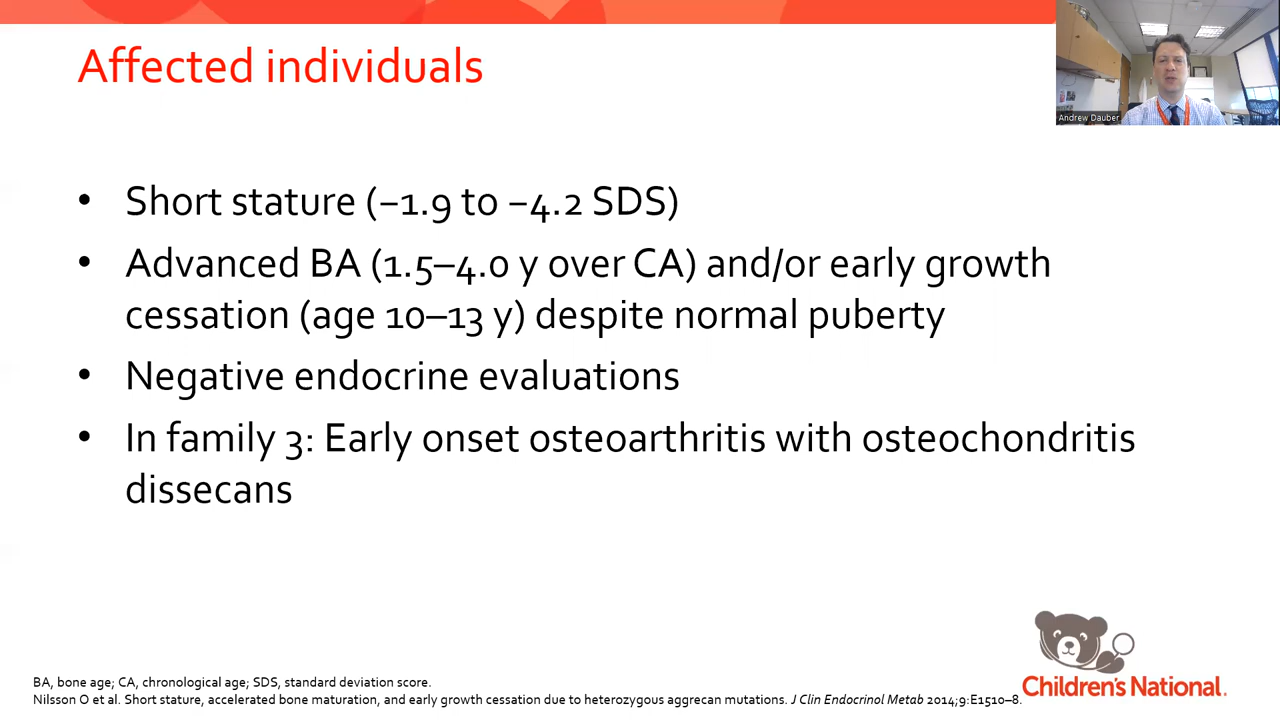 Affected individuals
Andrew Dauber
• Short stature (−1.9 to −4.2 SDS)
• Advanced BA (1.5–4.0 y over CA) and/or early growth
cessation (age 10–13 y) despite normal puberty
• Negative endocrine evaluations
• In family 3: Early onset osteoarthritis with osteochondritis
dissecans
BA, bone age; CA, chronological age; SDS, standard deviation score.
Nilsson O et al. Short stature, accelerated bone maturation, and early growth cessation due to heterozygous aggrecan mutations. J Clin Endocrinol Metab 2014;9:E1510–8.
Children's National.